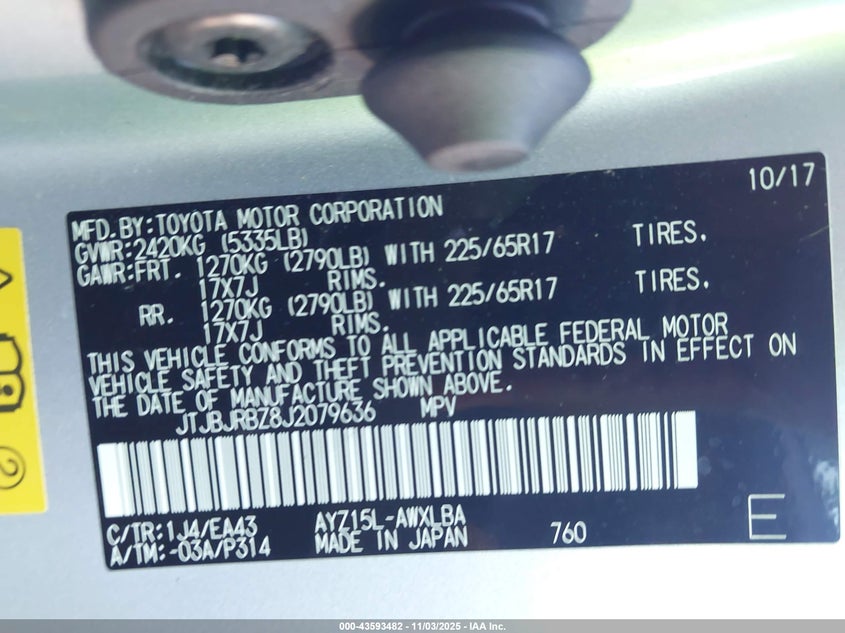 10/17
MFD.BY:TOYOTA MOTOR CORPORATION
GVWR:2420KG (5335LB)
GAWR:FRT. 1270KG (2790LB) WITH 225/65R17 TIRES.
17X7J RIMS.
RR. 1270KG (2790LB) WITH 225/65R17 TIRES.
17X7J RIMS.
THIS VEHICLE CONFORMS TO ALL APPLICABLE FEDERAL MOTOR
VEHICLE SAFETY AND THEFT PREVENTION STANDARDS IN EFFECT ON
THE DATE OF MANUFACTURE SHOWN ABOVE.
JTJBJRBZ8J2079636 MPV
C/TR:1J4/EA43 AYZ15L-AWXLBA
A/TM:-03A/P314 MADE IN JAPAN 760 E
2
000-43593482 - 11/03/2025 - IAA Inc.